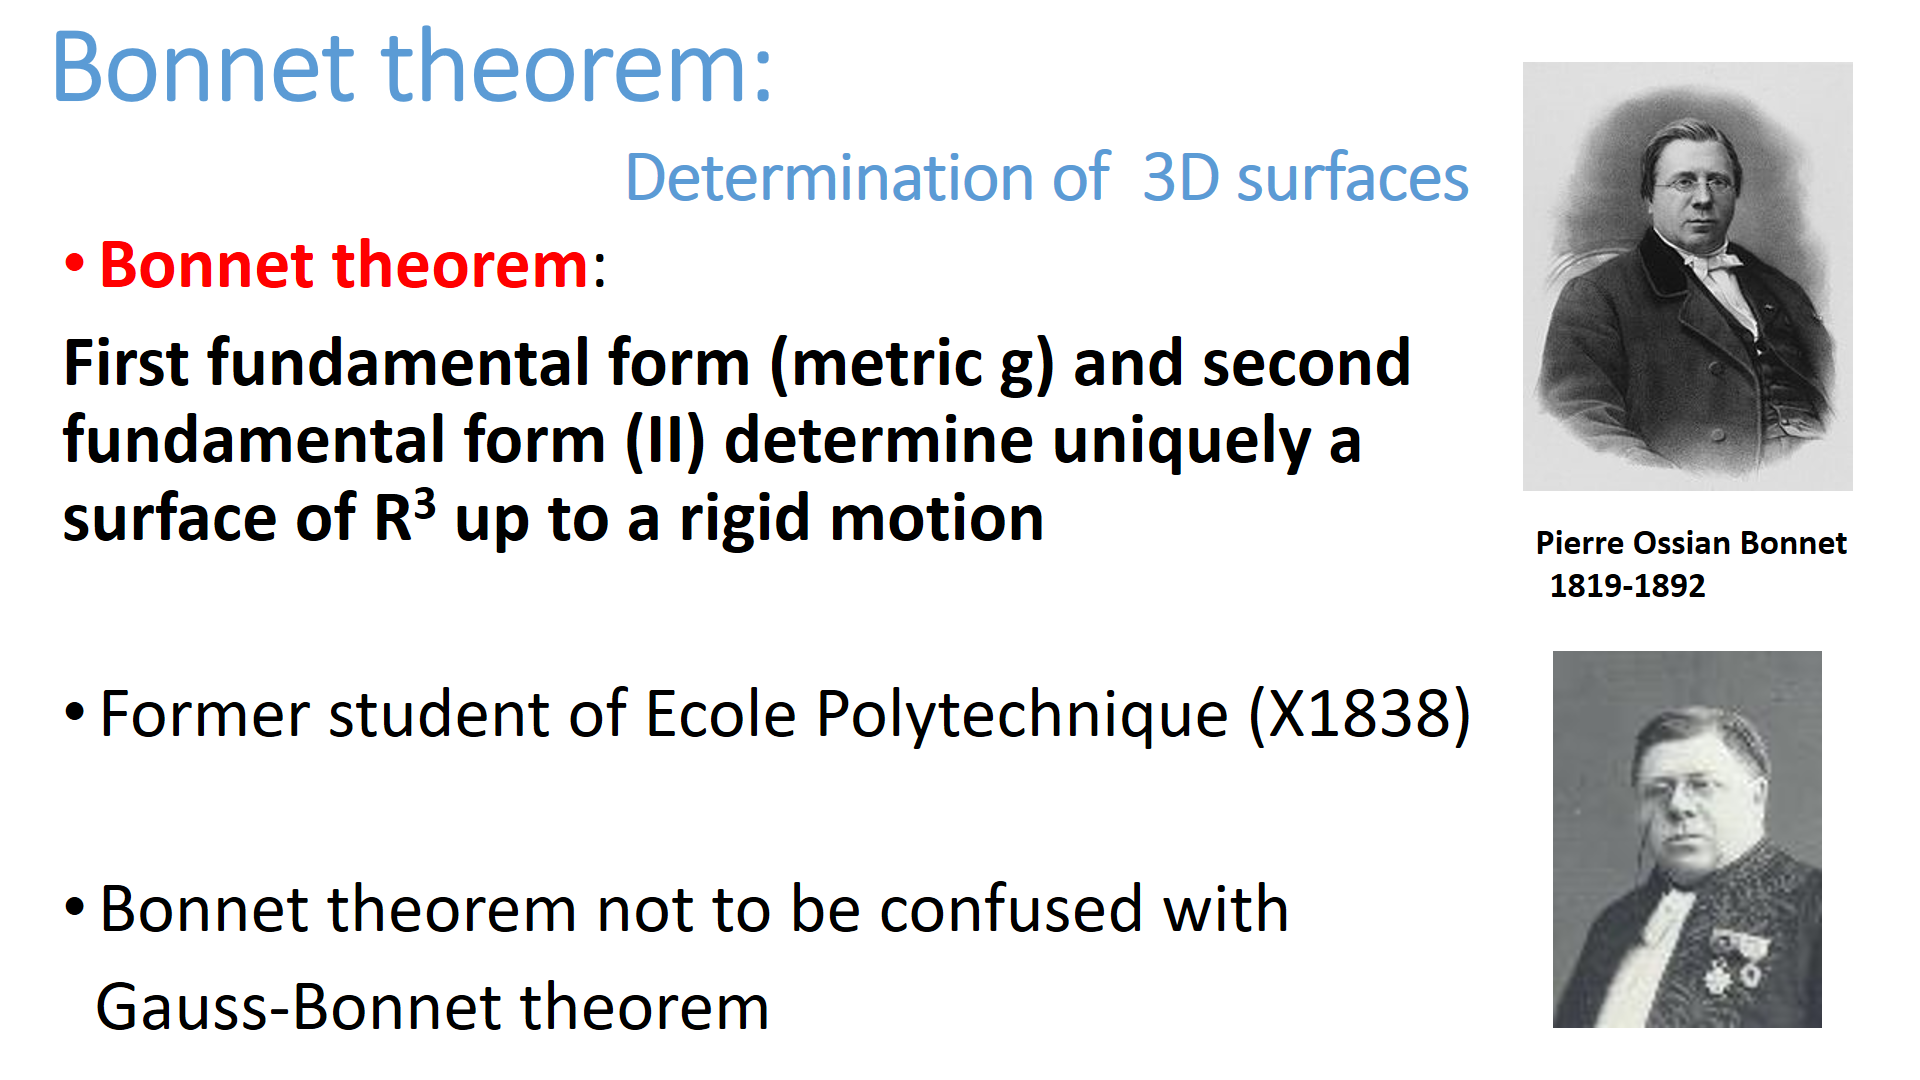 Bonnet theorem:
Determination of 3D surfaces
• Bonnet theorem:
First fundamental form (metric g) and second
fundamental form (II) determine uniquely a
surface of R³ up to a rigid motion
Pierre Ossian Bonnet
1819-1892
• Former student of Ecole Polytechnique (X1838)
• Bonnet theorem not to be confused with
Gauss-Bonnet theorem